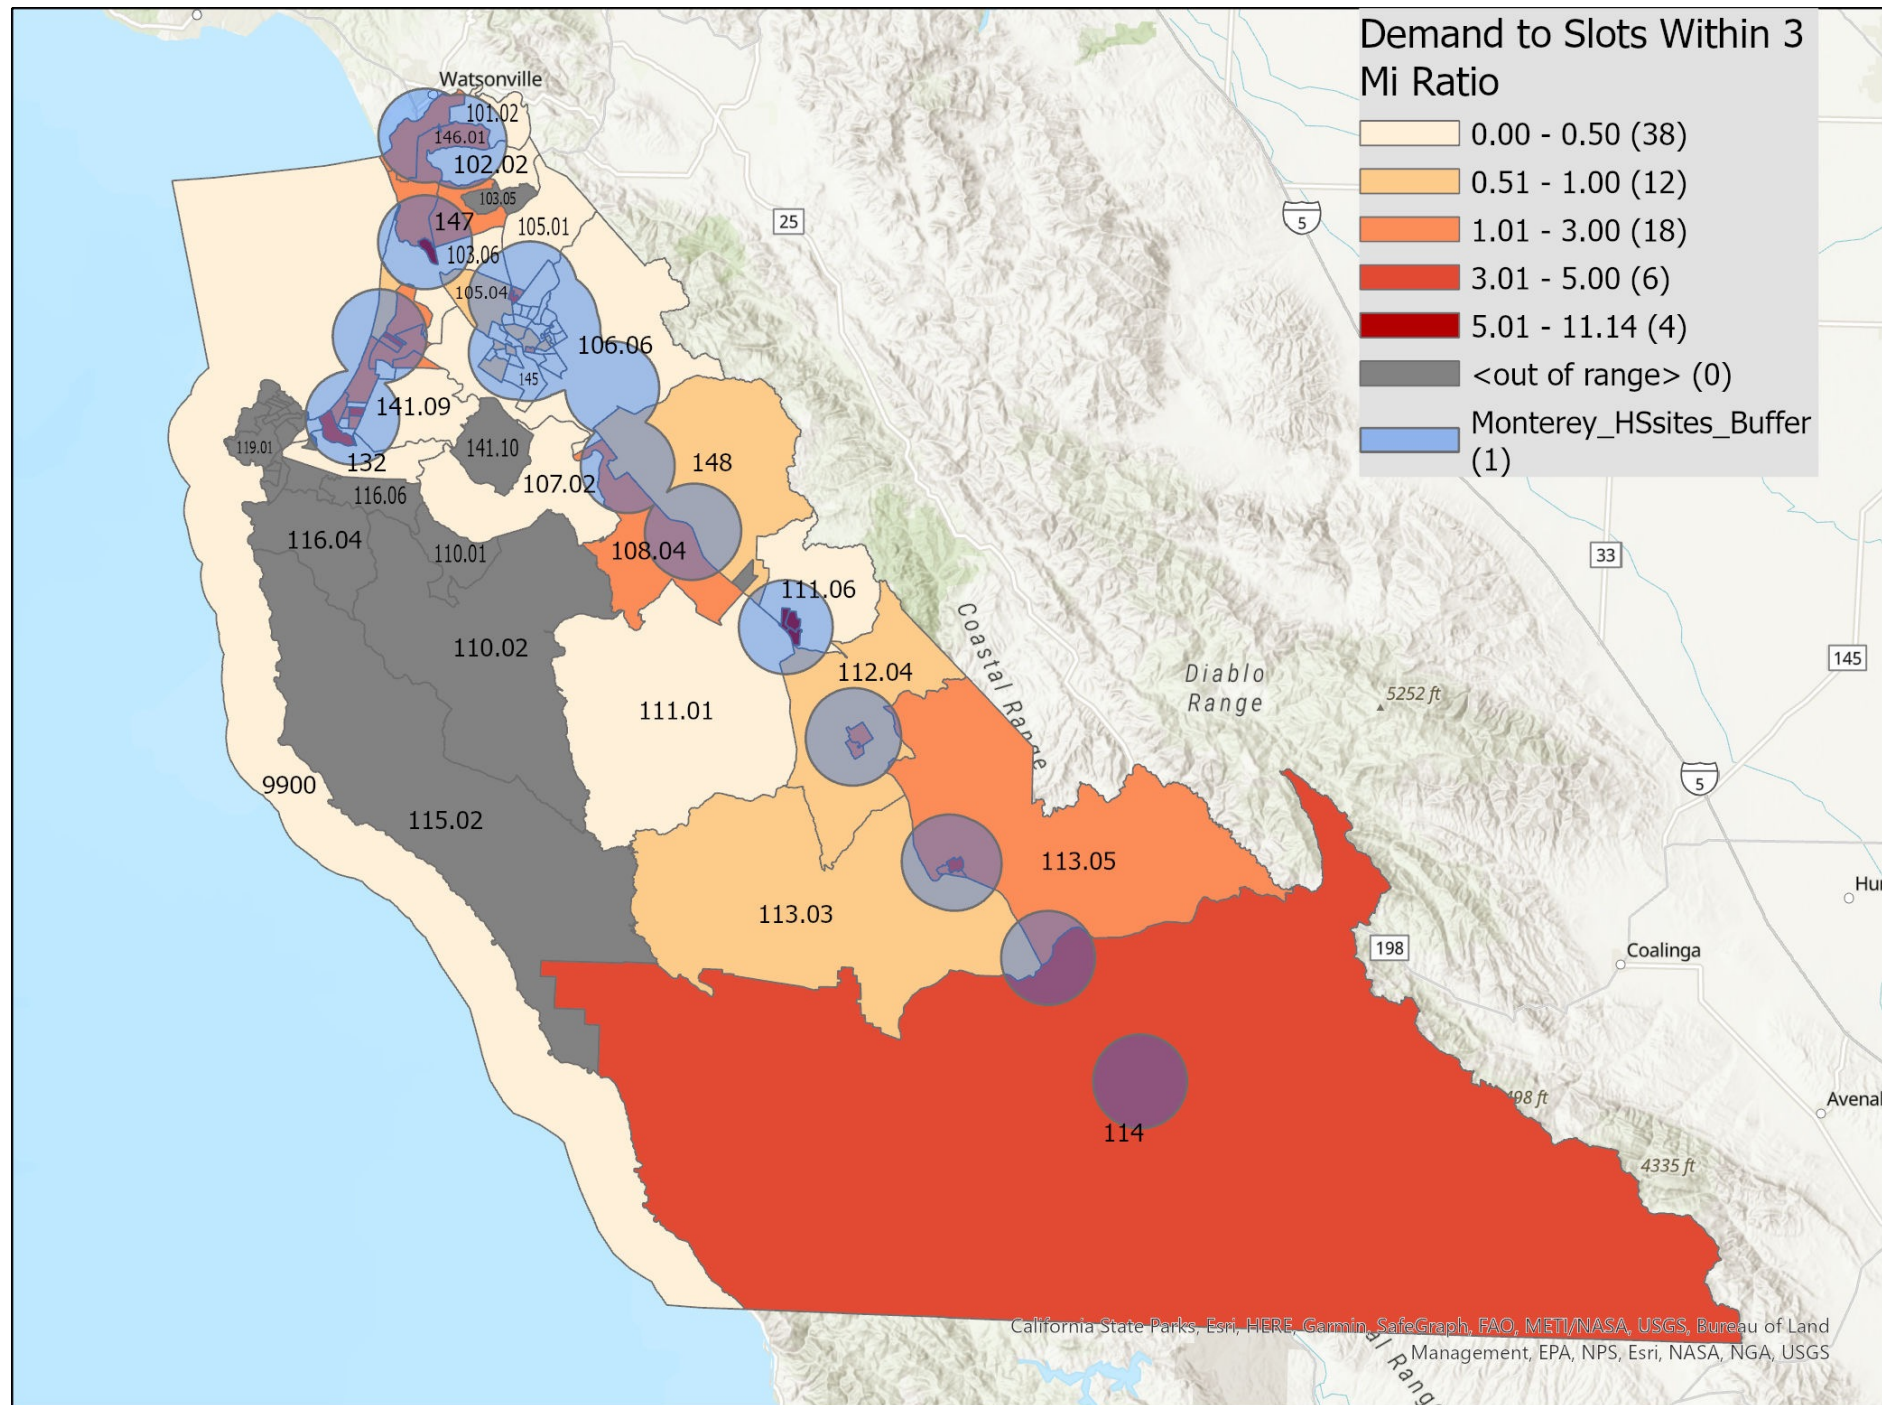 Demand to Slots Within 3
Mi Ratio
0.00 - 0.50 (38)
0.51 - 1.00 (12)
1.01 - 3.00 (18)
3.01 - 5.00 (6)
5.01 - 11.14 (4)
<out of range> (0)
Monterey_HSsites_Buffer
(1)
Watsonville
101.02
146.01
102.02
103.05
147
105.01
25
5
103.06
105.04
106.06
145
141.09
119.01
132
141.10
148
107.02
116.06
116.04
110.01
108.04
33
111.06
110.02
112.04
Coastal Range
Diablo
Range
5252 ft
145
111.01
9900
5
115.02
113.05
113.03
Hur
198
Coalinga
Avenal
114
4335 ft
California State Parks, Esri, HERE, Garmin, SafeGraph, FAO, METI/NASA, USGS, Bureau of Land
Management, EPA, NPS, Esri, NASA, NGA, USGS